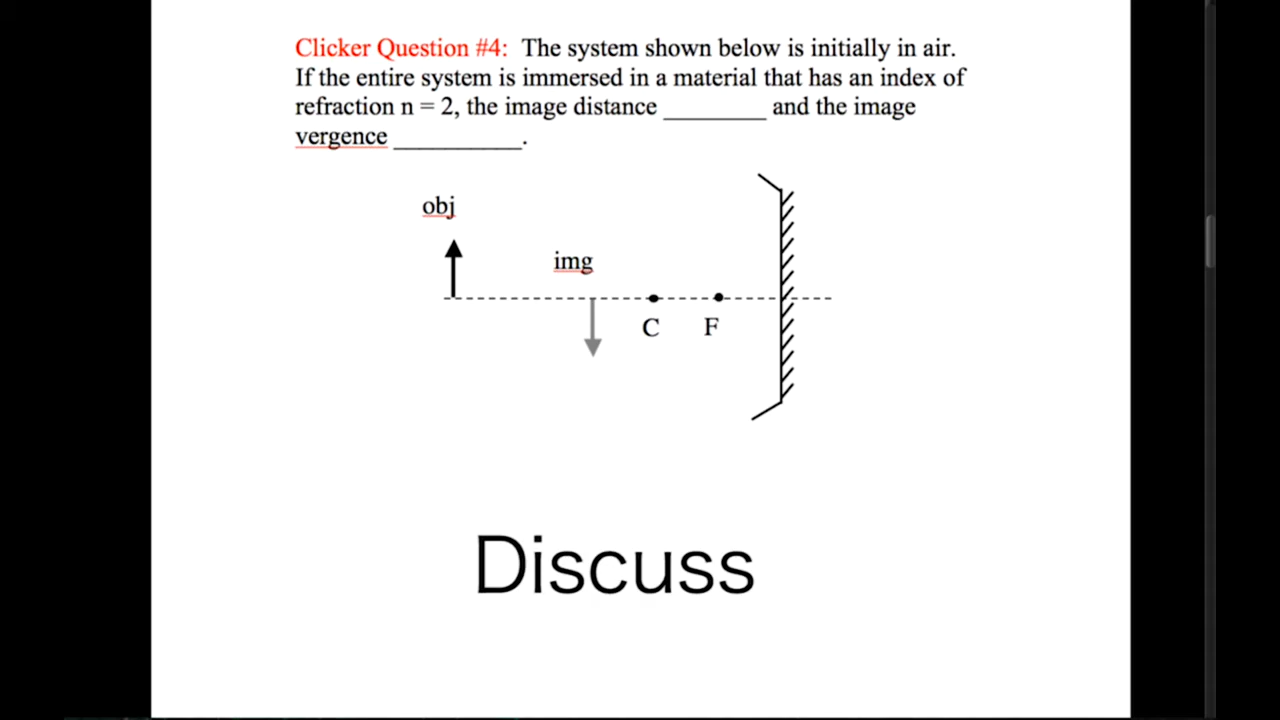 Clicker Question #4: The system shown below is initially in air.
If the entire system is immersed in a material that has an index of
refraction n = 2, the image distance ________ and the image
vergence __________.
obj
img
C F
Discuss